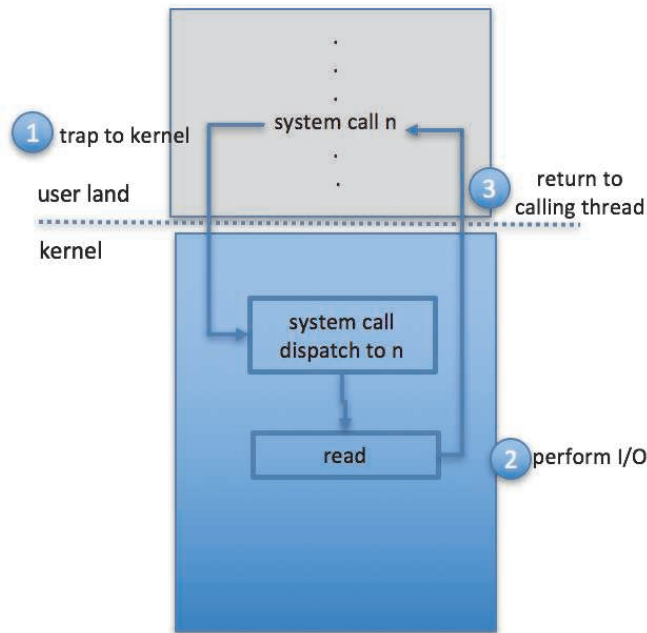 1
trap to kernel
system call n
user land
3
return to
calling thread
kernel
system call
dispatch to n
read
2
perform I/O